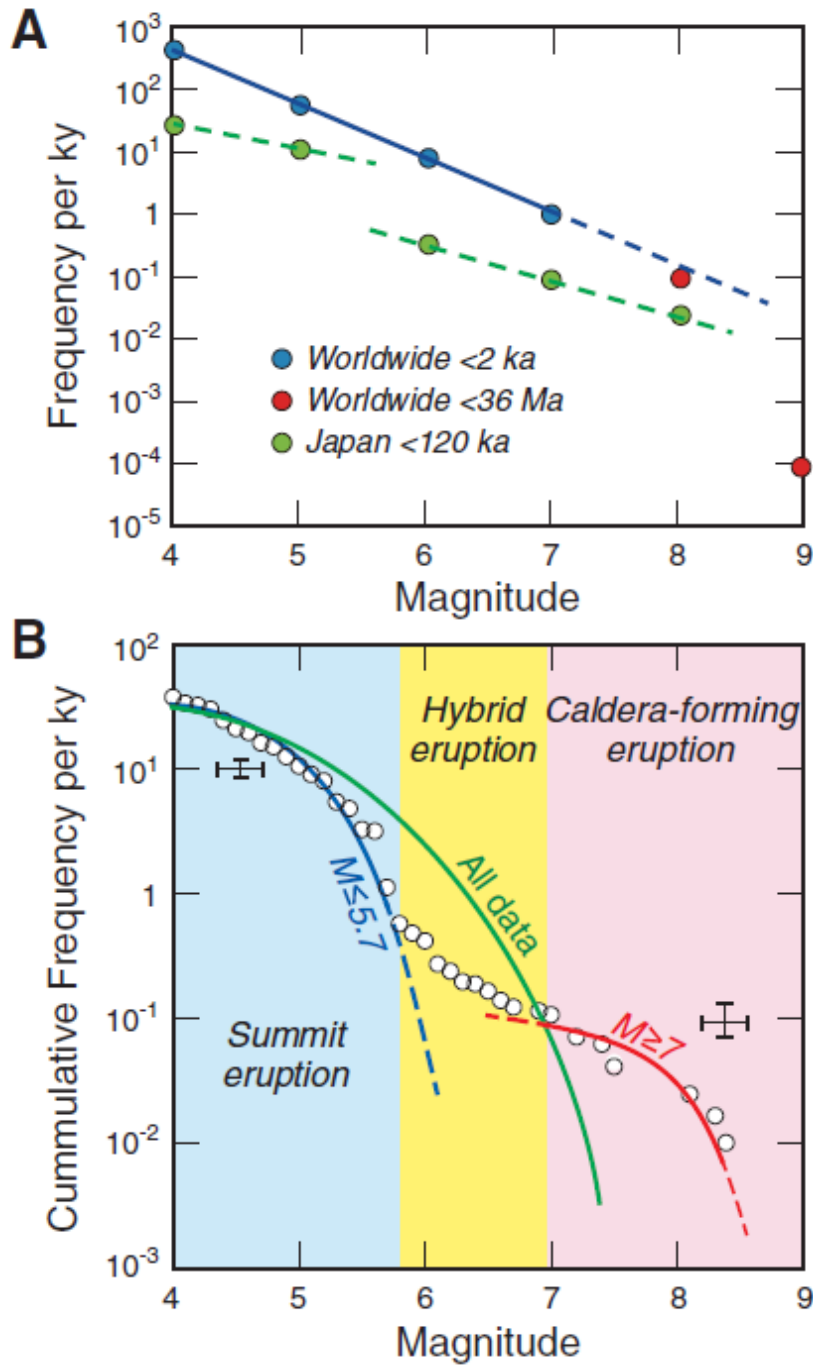 A
Frequency per ky
10³
10²
10¹
1
10⁻¹
10⁻²
10⁻³
10⁻⁴
10⁻⁵
Worldwide <2 ka
Worldwide <36 Ma
Japan <120 ka
4 5 6 7 8 9
Magnitude
B
Cummulative Frequency per ky
10²
10¹
1
10⁻¹
10⁻²
10⁻³
Hybrid
eruption
Caldera-forming
eruption
M≤5.7
All data
M≥7
Summit
eruption
4 5 6 7 8 9
Magnitude